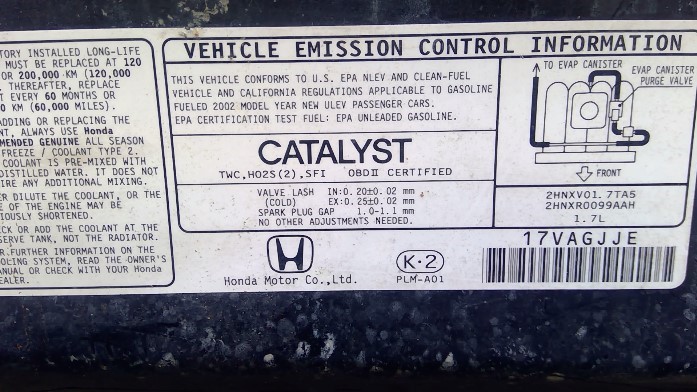 TORY INSTALLED LONG-LIFE
MUST BE REPLACED AT 120
OR 200,000 KM (120,000
. THEREAFTER, REPLACE
T EVERY 60 MONTHS OR
0 KM (60,000 MILES).
ADDING OR REPLACING THE
NT, ALWAYS USE Honda
MMENDED GENUINE ALL SEASON
FREEZE / COOLANT TYPE 2.
COOLANT IS PRE-MIXED WITH
DISTILLED WATER. IT DOES NOT
IRE ANY ADDITIONAL MIXING.
ER DILUTE THE COOLANT, OR THE
E OF THE ENGINE MAY BE
IOUSLY SHORTENED.
CK OR ADD THE COOLANT AT THE
SERVE TANK, NOT THE RADIATOR.
R FURTHER INFORMATION ON THE
OLING SYSTEM, READ THE OWNER'S
ANUAL OR CHECK WITH YOUR Honda
EALER.
VEHICLE EMISSION CONTROL INFORMATION
THIS VEHICLE CONFORMS TO U.S. EPA NLEV AND CLEAN-FUEL
VEHICLE AND CALIFORNIA REGULATIONS APPLICABLE TO GASOLINE
FUELED 2002 MODEL YEAR NEW ULEV PASSENGER CARS.
EPA CERTIFICATION TEST FUEL: EPA UNLEADED GASOLINE.
CATALYST
TWC,HO2S(2),SFI OBDⅡ CERTIFIED
VALVE LASH IN:0.20±0.02 mm
(COLD) EX:0.25±0.02 mm
SPARK PLUG GAP 1.0-1.1 mm
NO OTHER ADJUSTMENTS NEEDED.
TO EVAP CANISTER
EVAP CANISTER
PURGE VALVE
FRONT
2HNXV01.7TA5
2HNXR0099AAH
1.7L
Honda Motor Co.,Ltd.
K·2
PLM-A01
17VAGJJE